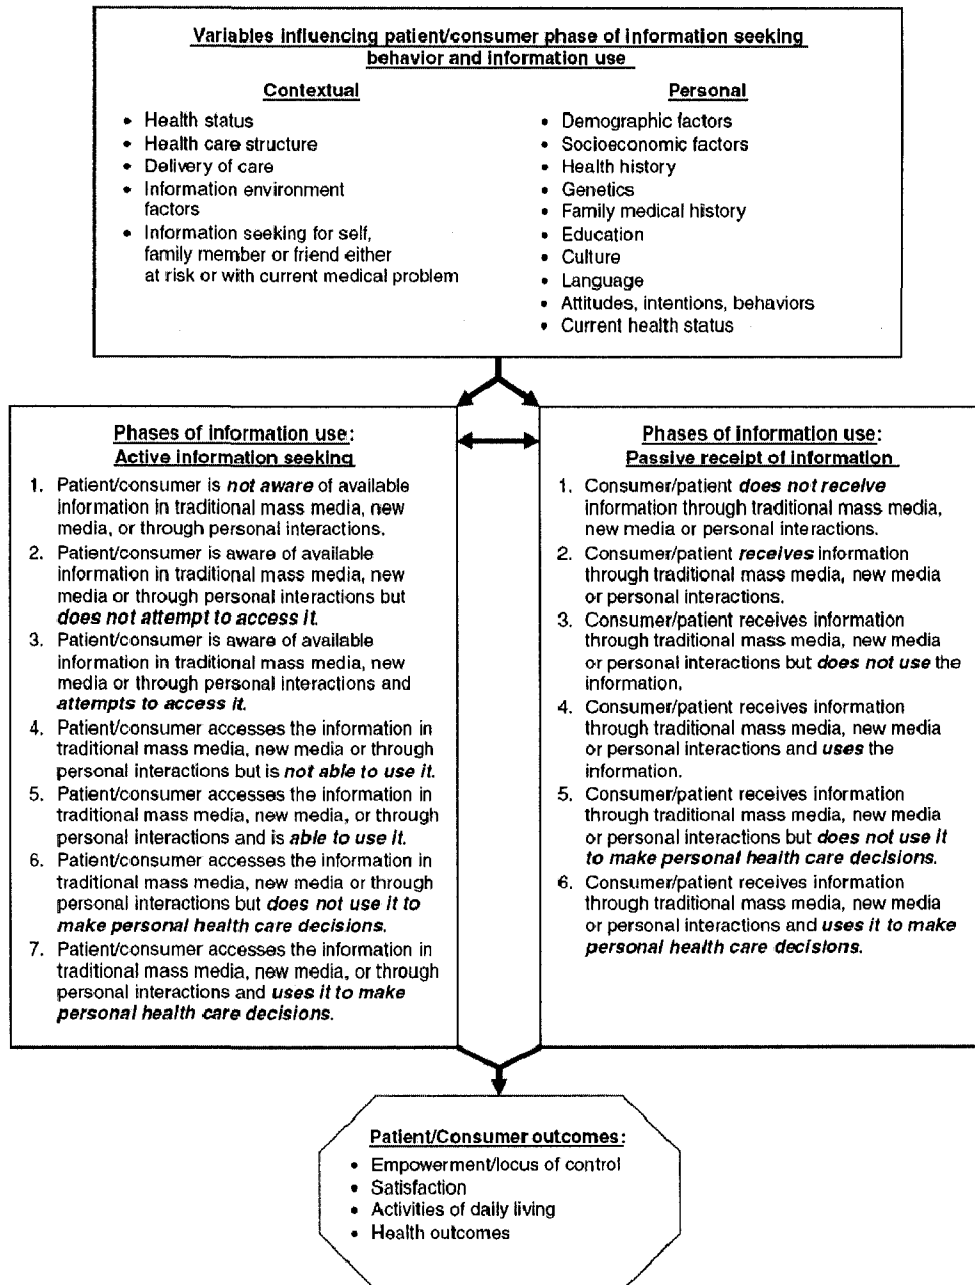 Variables influencing patient/consumer phase of information seeking
behavior and information use
Contextual
• Health status
• Health care structure
• Delivery of care
• Information environment
factors
• Information seeking for self,
family member or friend either
at risk or with current medical problem
Personal
• Demographic factors
• Socioeconomic factors
• Health history
• Genetics
• Family medical history
• Education
• Culture
• Language
• Attitudes, intentions, behaviors
• Current health status
Phases of information use:
Active information seeking
1. Patient/consumer is not aware of available
information in traditional mass media, new
media, or through personal interactions.
2. Patient/consumer is aware of available
information in traditional mass media, new
media or through personal interactions but
does not attempt to access it.
3. Patient/consumer is aware of available
information in traditional mass media, new
media or through personal interactions and
attempts to access it.
4. Patient/consumer accesses the information in
traditional mass media, new media or through
personal interactions but is not able to use it.
5. Patient/consumer accesses the information in
traditional mass media, new media, or through
personal interactions and is able to use it.
6. Patient/consumer accesses the information in
traditional mass media, new media or through
personal interactions but does not use it to
make personal health care decisions.
7. Patient/consumer accesses the information in
traditional mass media, new media, or through
personal interactions and uses it to make
personal health care decisions.
Phases of information use:
Passive receipt of information
1. Consumer/patient does not receive
information through traditional mass media,
new media or personal interactions.
2. Consumer/patient receives information
through traditional mass media, new media
or personal interactions.
3. Consumer/patient receives information
through traditional mass media, new media
or personal interactions but does not use the
information.
4. Consumer/patient receives information
through traditional mass media, new media
or personal interactions and uses the
information.
5. Consumer/patient receives information
through traditional mass media, new media
or personal interactions but does not use it
to make personal health care decisions.
6. Consumer/patient receives information
through traditional mass media, new media
or personal interactions and uses it to make
personal health care decisions.
Patient/Consumer outcomes:
• Empowerment/locus of control
• Satisfaction
• Activities of daily living
• Health outcomes